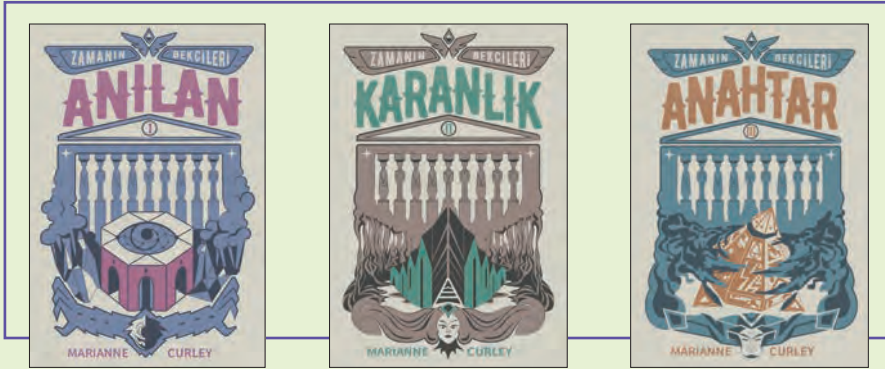 ZAMANIN BEKÇİLERİ
ANILAN
I
MARIANNE CURLEY
ZAMANIN BEKÇİLERİ
KARANLIK
II
MARIANNE CURLEY
ZAMANIN BEKÇİLERİ
ANAHTAR
III
MARIANNE CURLEY